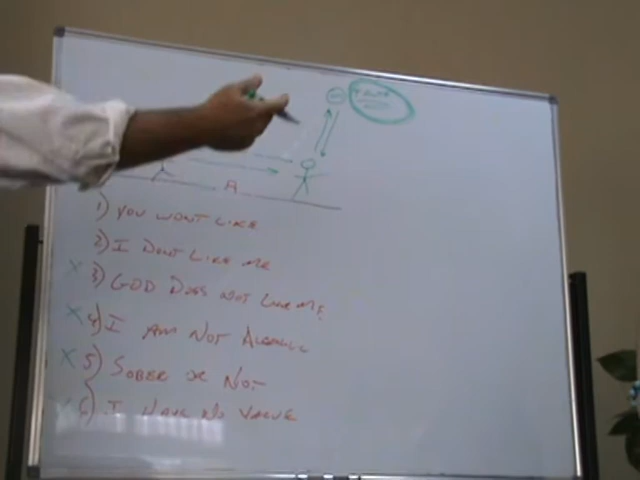 A
1) YOU WONT LIKE
2) I DONT LIKE ME
X 3) GOD DOES NOT LIKE ME
X 4) I AM NOT
X 5) SOBER OR NOT
6) I HAVE NO VALUE